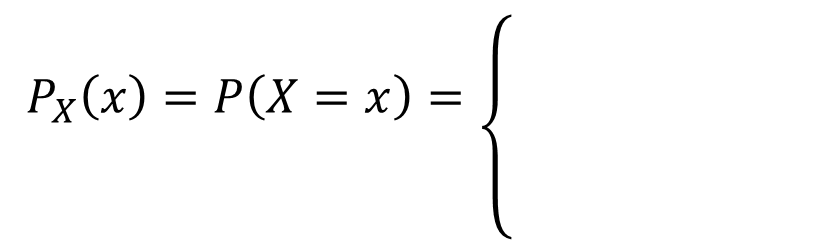 P_X(x) = P(X = x) = {